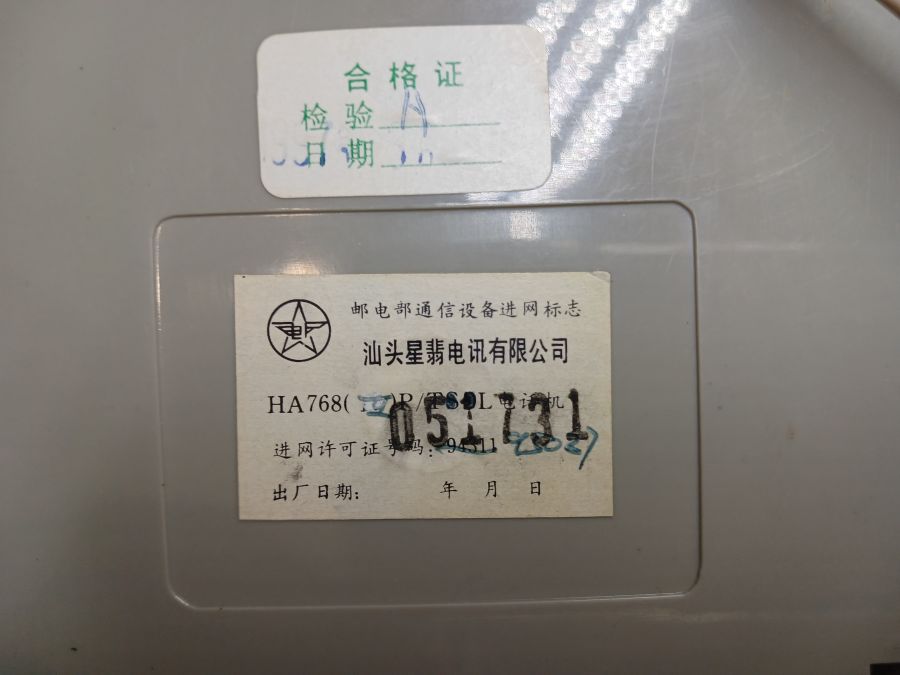 合格证
检验
日期
邮电部通信设备进网标志
汕头星翡电讯有限公司
HA768(Ⅳ)P/TSDL电话机
051731
进网许可证号码: 94511
出厂日期: 年 月 日